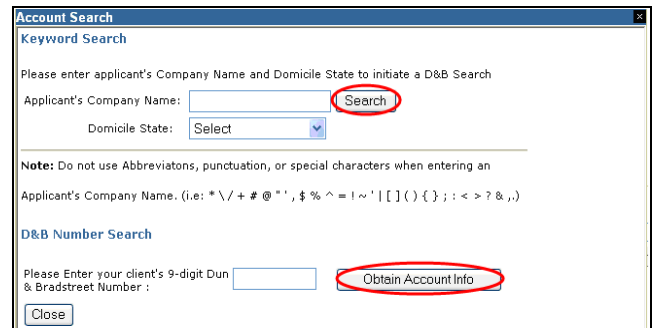 Account Search
Keyword Search
Please enter applicant's Company Name and Domicile State to initiate a D&B Search
Applicant's Company Name: Search
Domicile State: Select
Note: Do not use Abbreviatons, punctuation, or special characters when entering an
Applicant's Company Name. (i.e: * \ / + # @ " ' , $ % ^ = ! ~ ' | [ ] ( ) { } ; : < > ? & ,.)
D&B Number Search
Please Enter your client's 9-digit Dun
& Bradstreet Number :
Obtain Account Info
Close